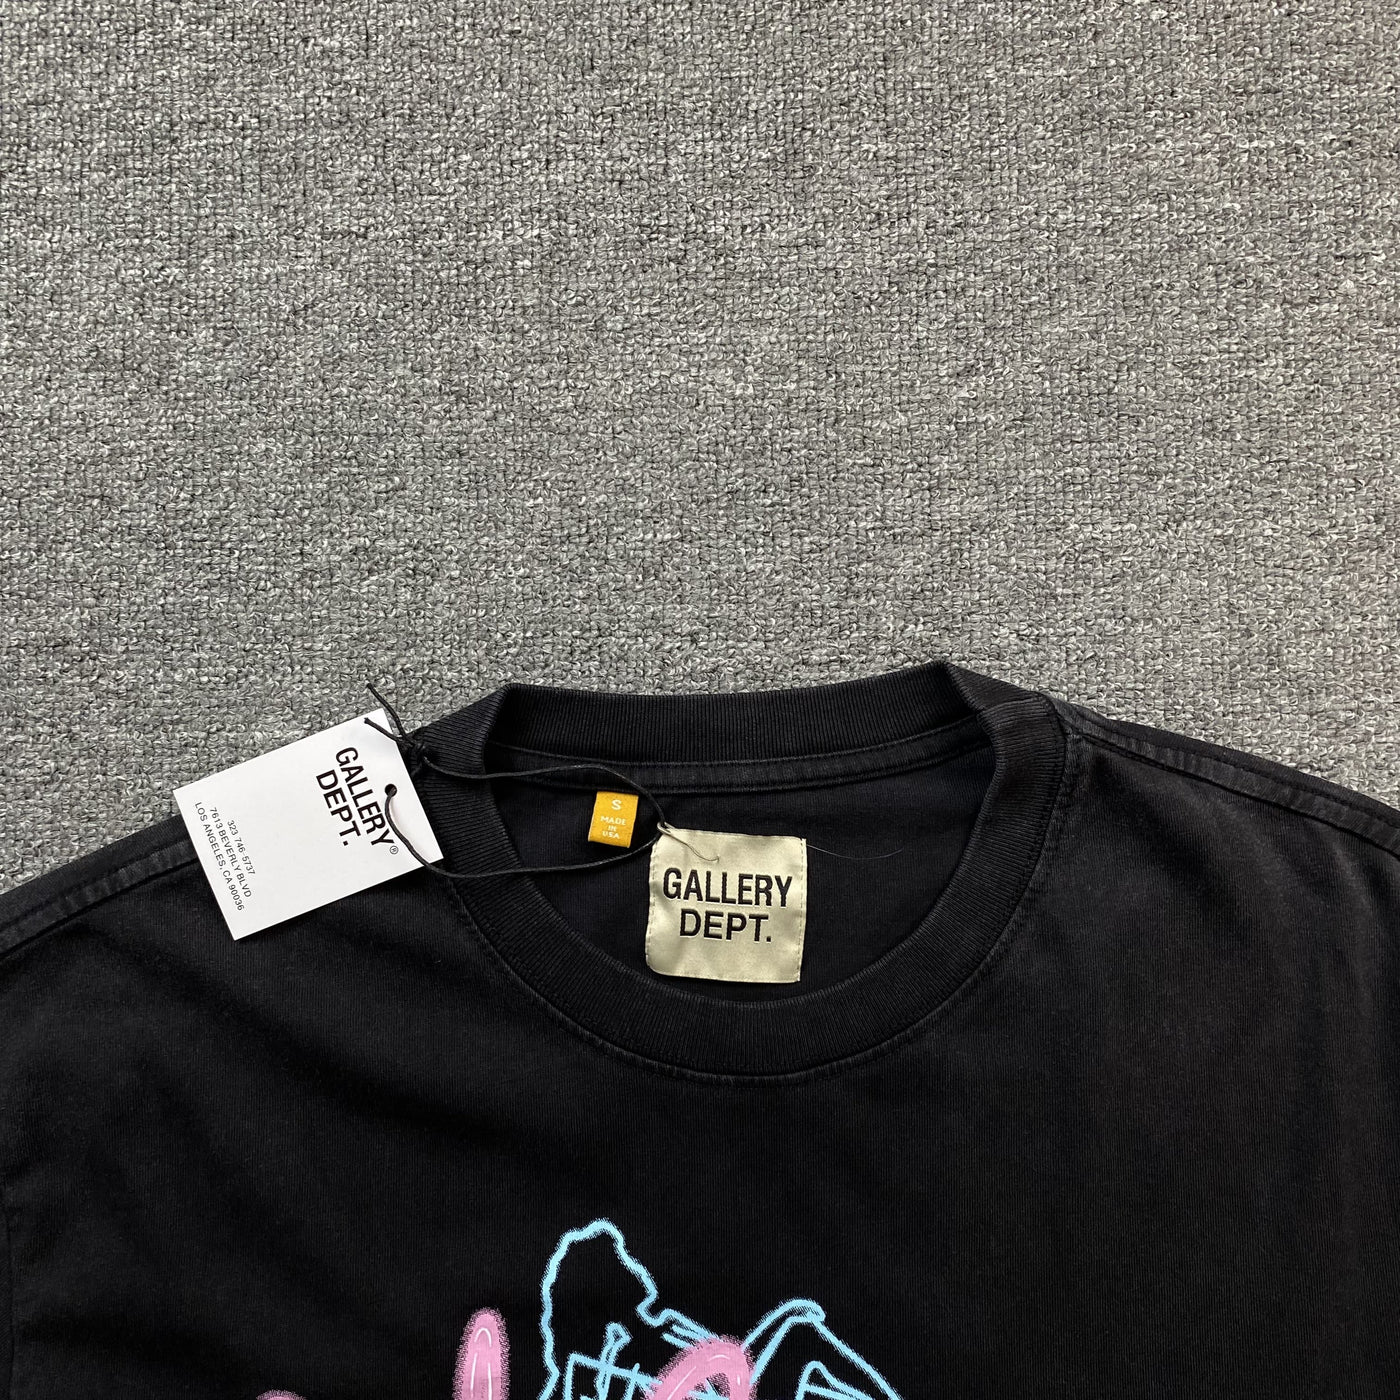 GALLERY
DEPT.®
323 746-5737
7613 BEVERLY BLVD
LOS ANGELES, CA 90036
S
MADE
IN
USA
GALLERY
DEPT.